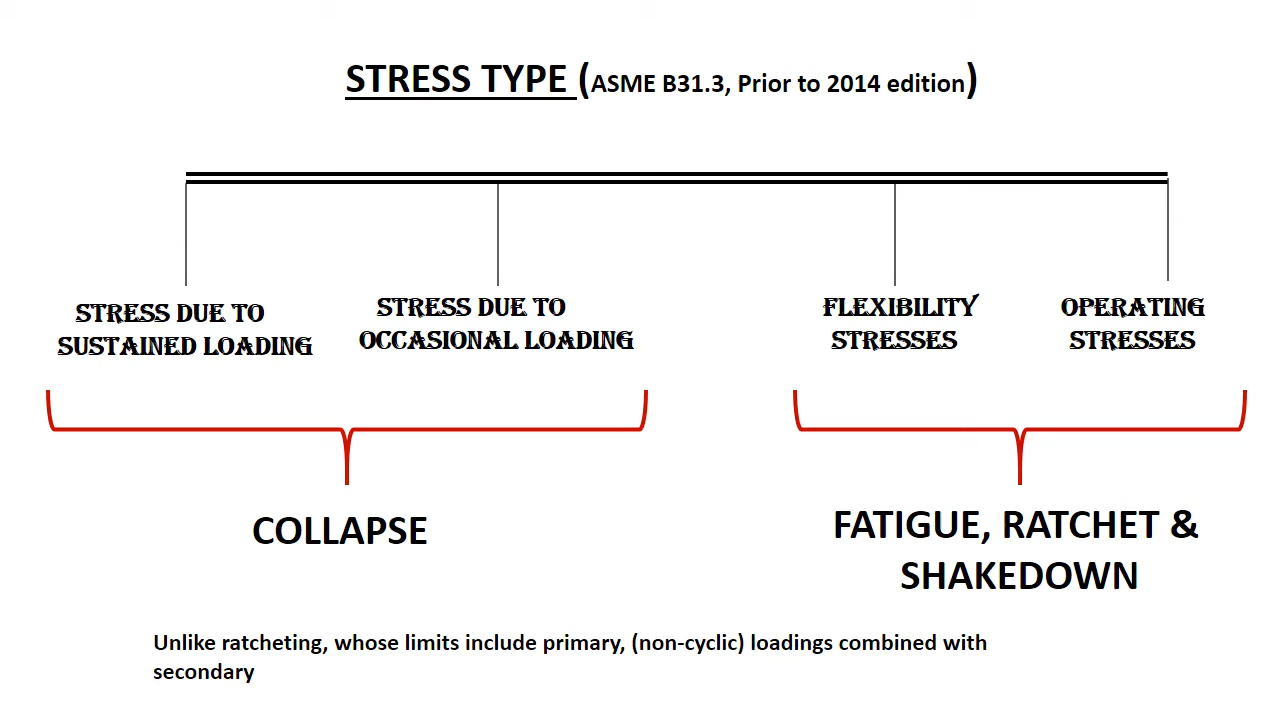 STRESS TYPE (ASME B31.3, Prior to 2014 edition)
STRESS DUE TO
SUSTAINED LOADING
STRESS DUE TO
OCCASIONAL LOADING
FLEXIBILITY
STRESSES
OPERATING
STRESSES
COLLAPSE
FATIGUE, RATCHET &
SHAKEDOWN
Unlike ratcheting, whose limits include primary, (non-cyclic) loadings combined with
secondary